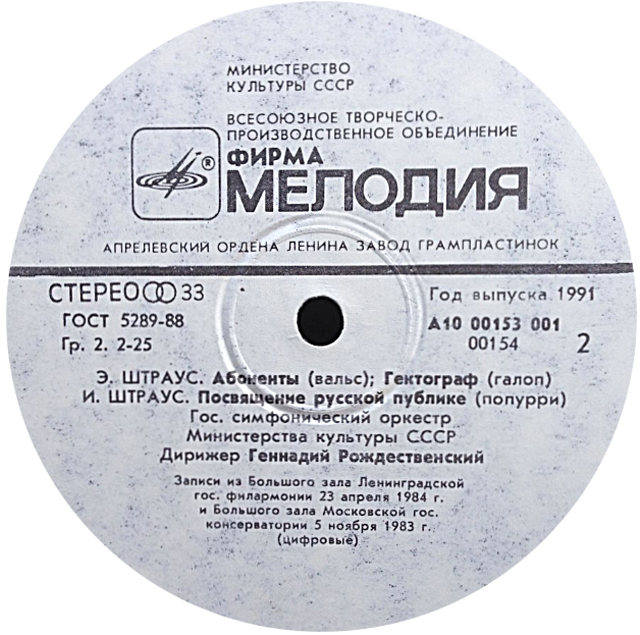 МИНИСТЕРСТВО
КУЛЬТУРЫ СССР
ВСЕСОЮЗНОЕ ТВОРЧЕСКО-
ПРОИЗВОДСТВЕННОЕ ОБЪЕДИНЕНИЕ
®
ФИРМА
МЕЛОДИЯ
АПРЕЛЕВСКИЙ ОРДЕНА ЛЕНИНА ЗАВОД ГРАМПЛАСТИНОК
СТЕРЕО 33
Год выпуска 1991
ГОСТ 5289-88
А10 00153 001
Гр. 2. 2-25
00154 2
Э. ШТРАУС. Абоненты (вальс); Гектограф (галоп)
И. ШТРАУС. Посвящение русской публике (попурри)
Гос. симфонический оркестр
Министерства культуры СССР
Дирижер Геннадий Рождественский
Записи из Большого зала Ленинградской
гос. филармонии 23 апреля 1984 г.
и Большого зала Московской гос.
консерватории 5 ноября 1983 г.
(цифровые)